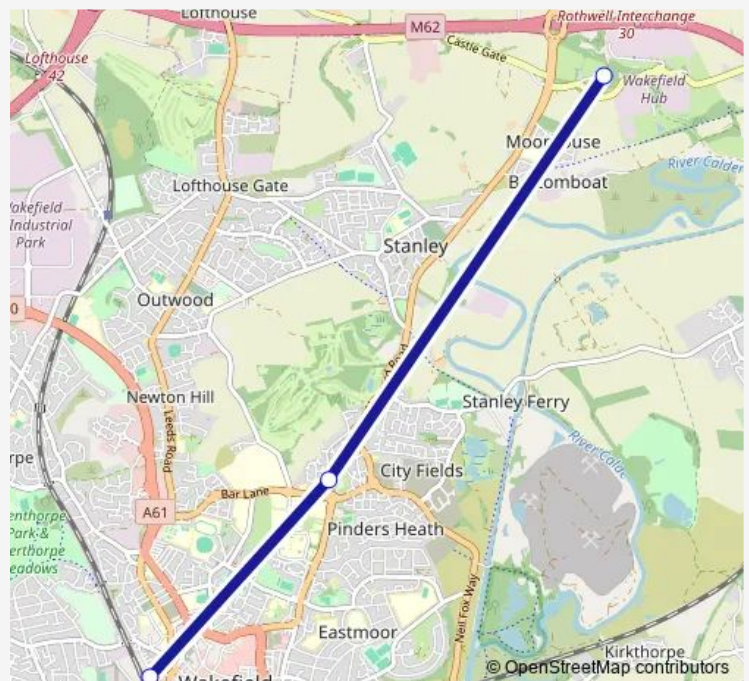 Lofthouse
Rothwell Interchange
30
M62
Castle Gate
Lofthouse
42
Wakefield
Hub
River Calder
Lofthouse Gate
Industrial
Park
Stanley
Outwood
Newton Hill
Leeds Road
Stanley Ferry
River Calder
City Fields
Bar Lane
A61
Pinders Heath
Park &
Neil Fox Way
Eastmoor
Kirkthorpe
Wakefield
© OpenStreetMap contributors